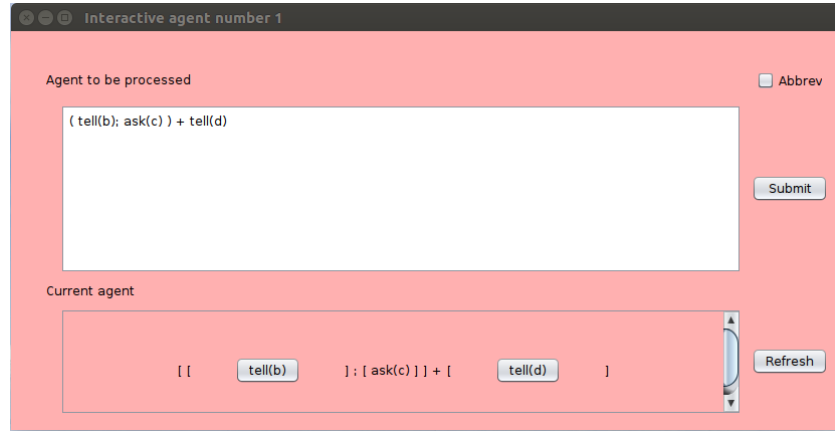 Interactive agent number 1
Agent to be processed
Abbrev
( tell(b); ask(c) ) + tell(d)
Submit
Current agent
[ [ tell(b) ] ; [ ask(c) ] ] + [ tell(d) ]
Refresh